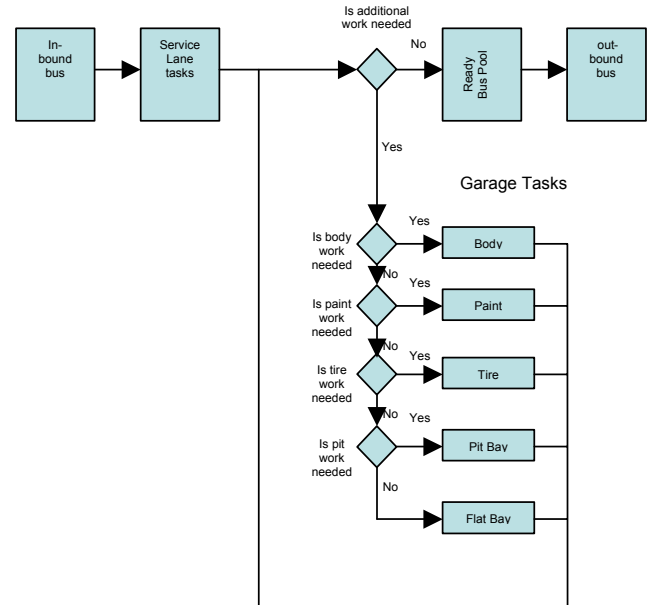 Is additional
work needed
In-
bound
bus
Service
Lane
tasks
No
Ready
Bus Pool
out-
bound
bus
Yes
Garage Tasks
Is body
work
needed
Yes
Body
No
Is paint
work
needed
Yes
Paint
No
Is tire
work
needed
Yes
Tire
No
Is pit
work
needed
Yes
Pit Bay
No
Flat Bay